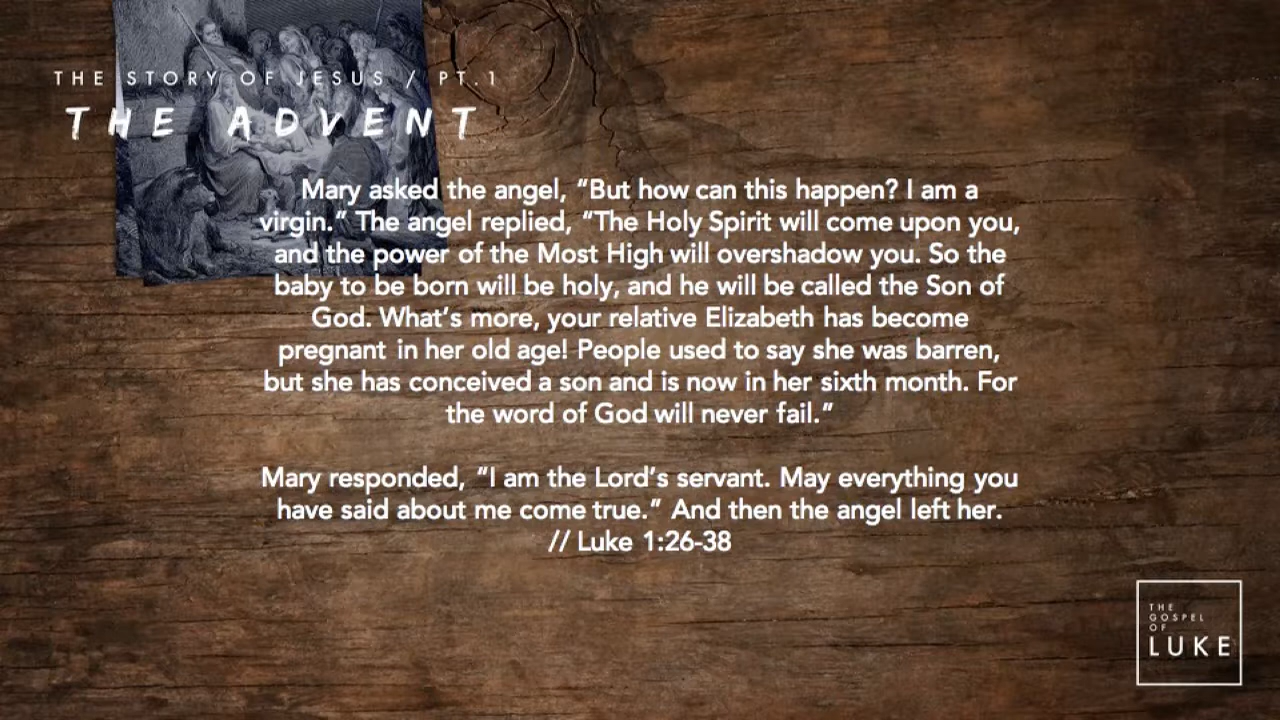 THE STORY OF JESUS / PT.1
THE ADVENT
Mary asked the angel, “But how can this happen? I am a
virgin.” The angel replied, “The Holy Spirit will come upon you,
and the power of the Most High will overshadow you. So the
baby to be born will be holy, and he will be called the Son of
God. What’s more, your relative Elizabeth has become
pregnant in her old age! People used to say she was barren,
but she has conceived a son and is now in her sixth month. For
the word of God will never fail.”
Mary responded, “I am the Lord’s servant. May everything you
have said about me come true.” And then the angel left her.
// Luke 1:26-38
THE
GOSPEL
OF
LUKE